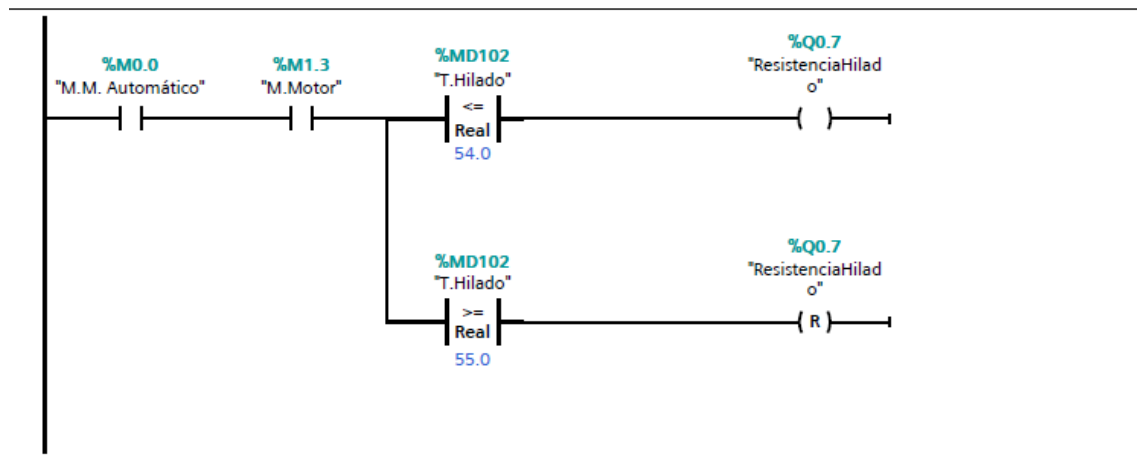 %M0.0
"M.M. Automático"
%M1.3
"M.Motor"
%MD102
"T.Hilado"
<=
Real
54.0
%Q0.7
"ResistenciaHilad
o"
%MD102
"T.Hilado"
>=
Real
55.0
%Q0.7
"ResistenciaHilad
o"
R